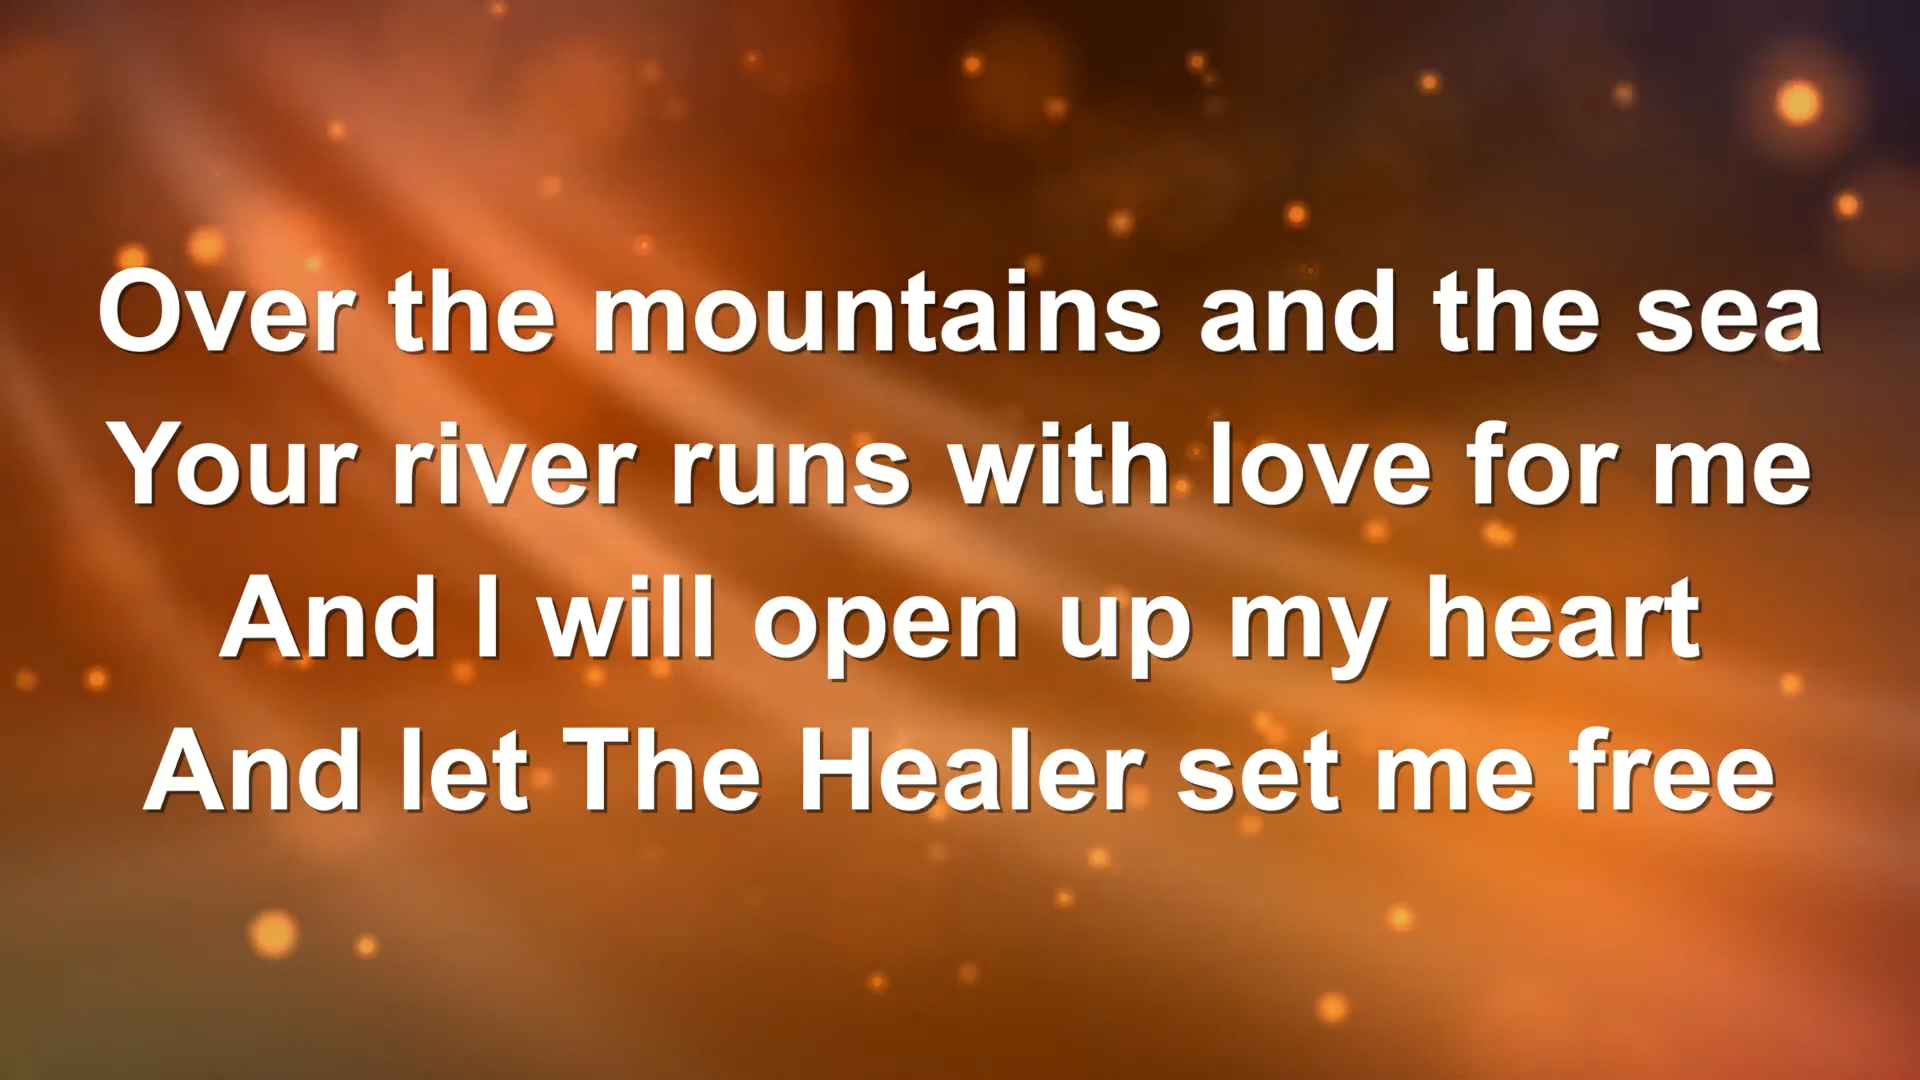 Over the mountains and the sea
Your river runs with love for me
And I will open up my heart
And let The Healer set me free